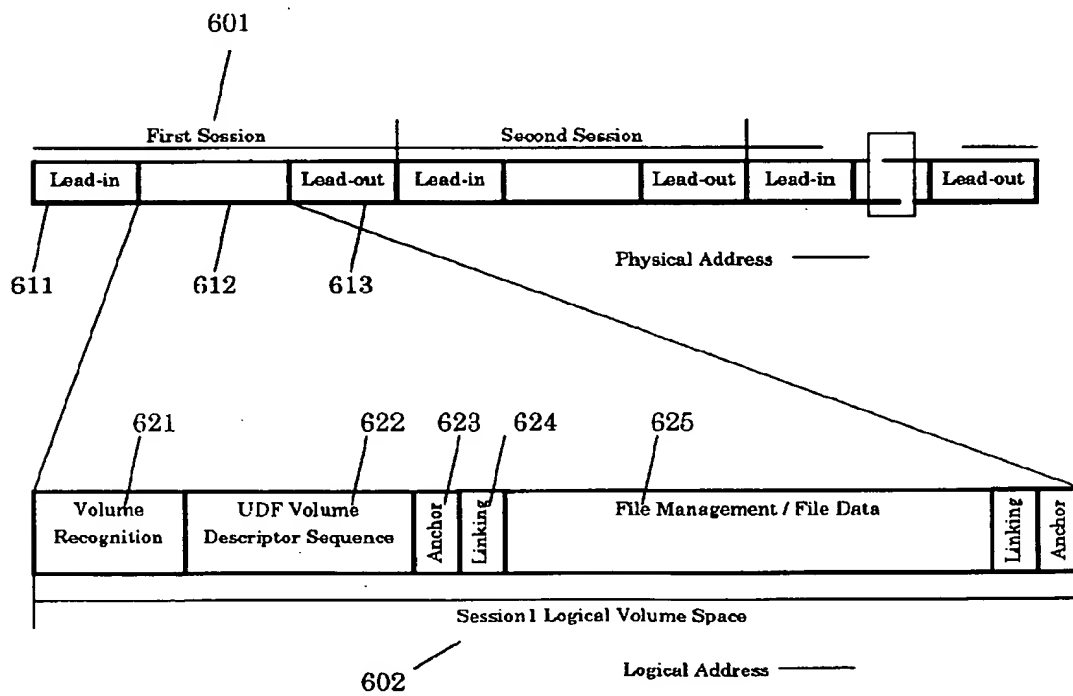 601
First Session
Second Session
Lead-in
Lead-out
Lead-in
Lead-out
Lead-in
Lead-out
Physical Address
611
612
613
621
622
623
624
625
Volume
Recognition
UDF Volume
Descriptor Sequence
Anchor
Linking
File Management / File Data
Linking
Anchor
Session1 Logical Volume Space
602
Logical Address